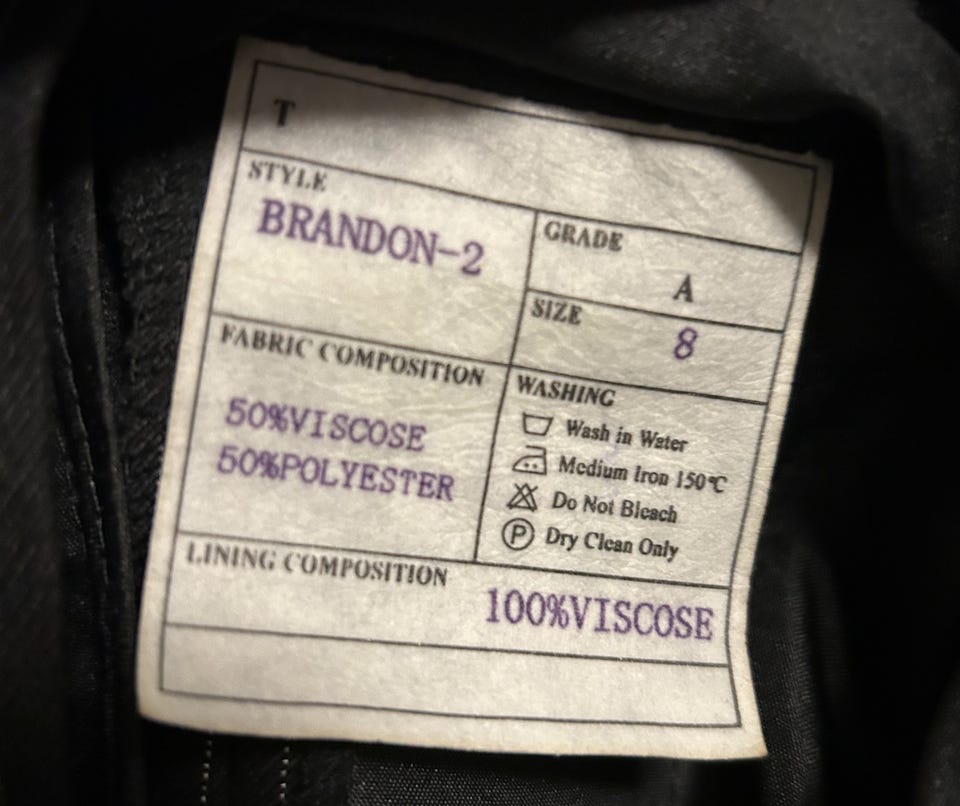 T
STYLE
BRANDON-2
GRADE
A
SIZE
8
FABRIC COMPOSITION
50%VISCOSE
50%POLYESTER
WASHING
Wash in Water
Medium Iron 150℃
Do Not Bleach
P Dry Clean Only
LINING COMPOSITION
100%VISCOSE